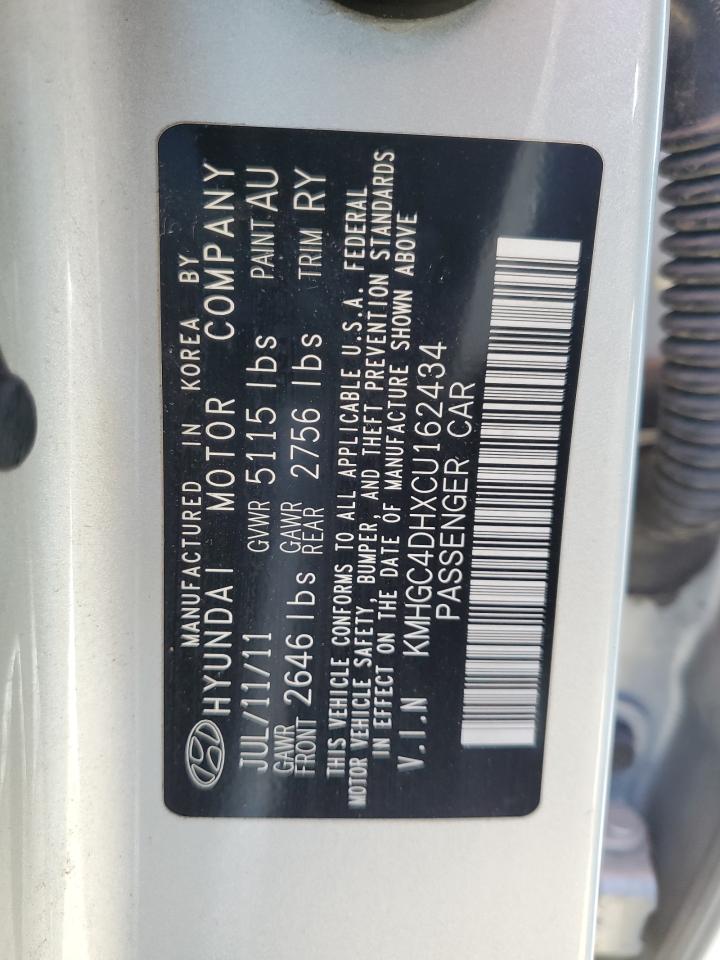 MANUFACTURED IN KOREA BY
HYUNDAI MOTOR COMPANY
JUL/11/11 GVWR 5115 lbs PAINT AU
GAWR FRONT 2646 lbs GAWR REAR 2756 lbs TRIM RY
THIS VEHICLE CONFORMS TO ALL APPLICABLE U.S.A. FEDERAL
MOTOR VEHICLE SAFETY, BUMPER, AND THEFT PREVENTION STANDARDS
IN EFFECT ON THE DATE OF MANUFACTURE SHOWN ABOVE
V.I.N KMHGC4DHXCU162434
PASSENGER CAR